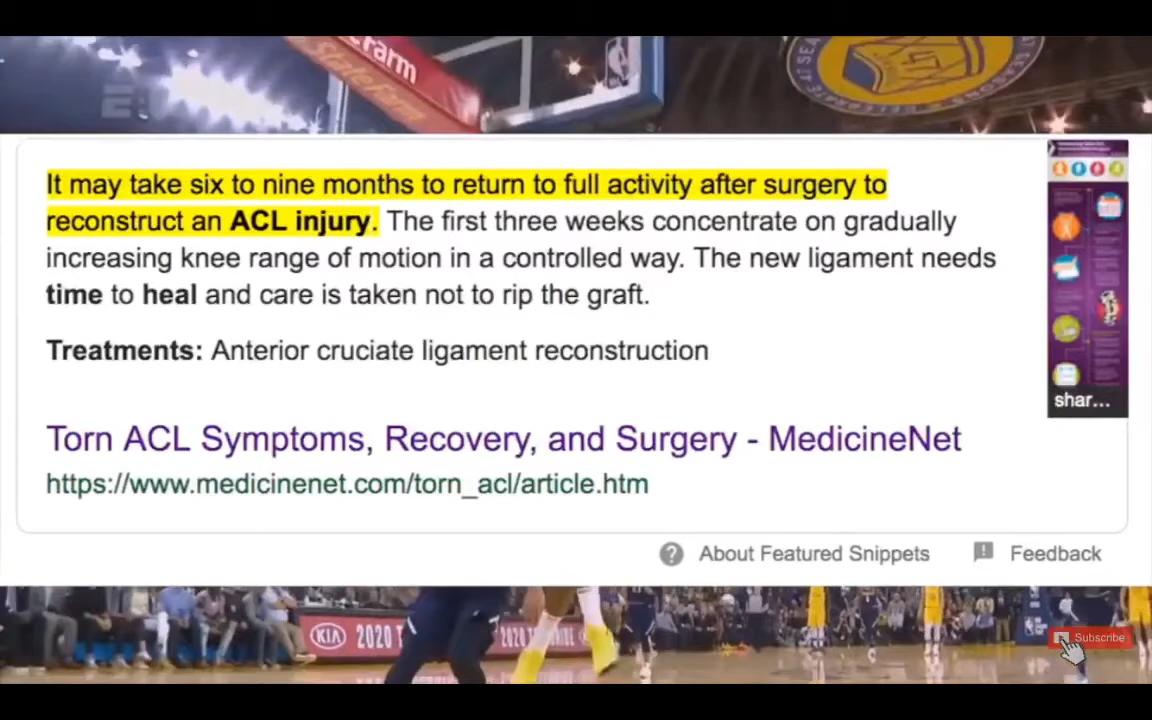 arm
StateFarm
It may take six to nine months to return to full activity after surgery to
reconstruct an ACL injury. The first three weeks concentrate on gradually
increasing knee range of motion in a controlled way. The new ligament needs
time to heal and care is taken not to rip the graft.
Treatments: Anterior cruciate ligament reconstruction
shar...
Torn ACL Symptoms, Recovery, and Surgery - MedicineNet
https://www.medicinenet.com/torn_acl/article.htm
About Featured Snippets
Feedback
KIA 2020 T
2020 T
Subscribe